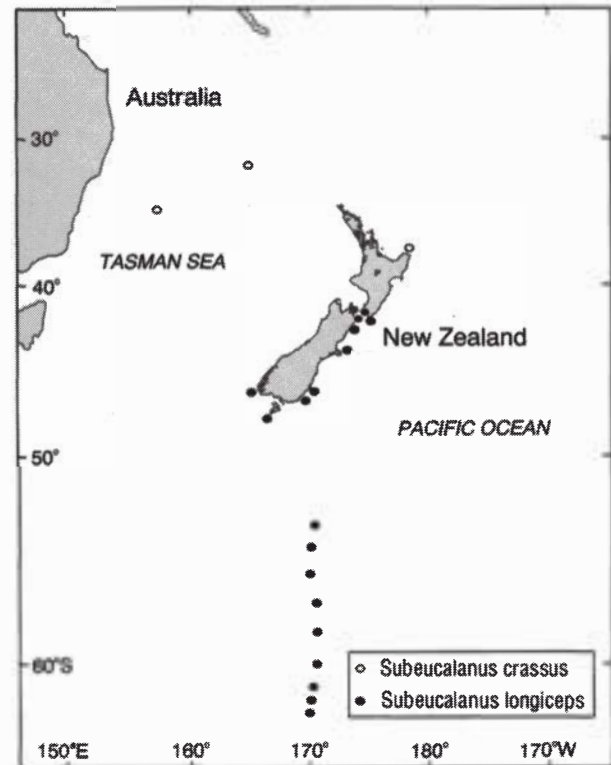 Australia
30°
TASMAN SEA
40°
New Zealand
PACIFIC OCEAN
50°
60°S
Subeucalanus crassus
Subeucalanus longiceps
150°E 160° 170° 180° 170°W